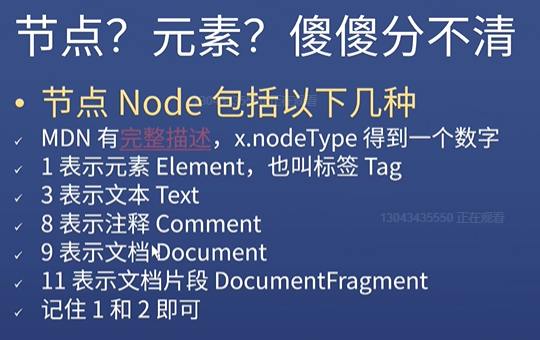 节点？元素？傻傻分不清
节点 Node 包括以下几种
MDN 有完整描述，x.nodeType 得到一个数字
1 表示元素 Element，也叫标签 Tag
3 表示文本 Text
8 表示注释 Comment
13043435550 正在观看
9 表示文档 Document
11 表示文档片段 DocumentFragment
记住 1 和 2 即可